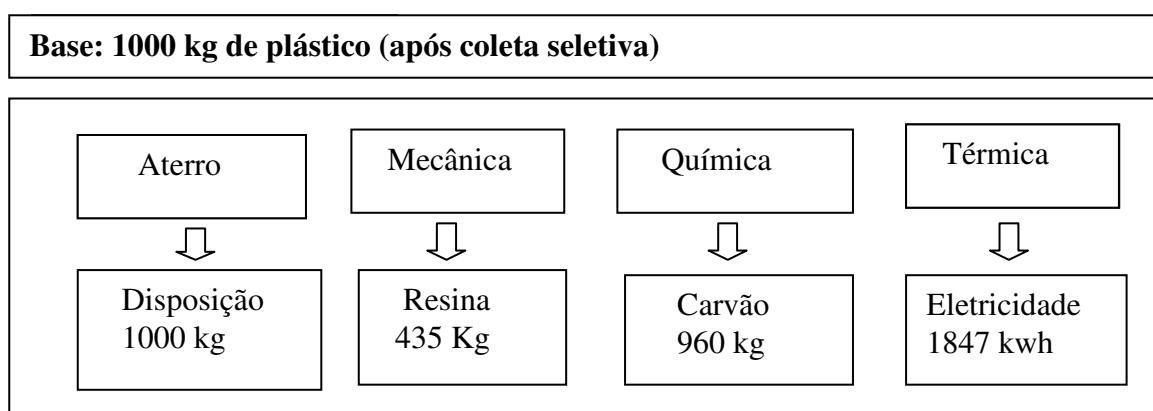 Base: 1000 kg de plástico (após coleta seletiva)
Aterro
Mecânica
Química
Térmica
Disposição
1000 kg
Resina
435 Kg
Carvão
960 kg
Eletricidade
1847 kwh